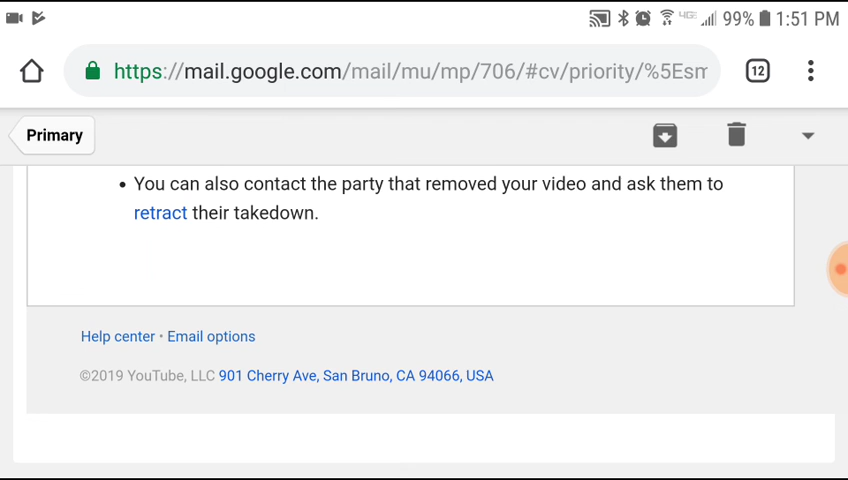 4G 99% 1:51 PM
https://mail.google.com/mail/mu/mp/706/#cv/priority/%5Esm
12
Primary
• You can also contact the party that removed your video and ask them to
retract their takedown.
Help center • Email options
©2019 YouTube, LLC 901 Cherry Ave, San Bruno, CA 94066, USA